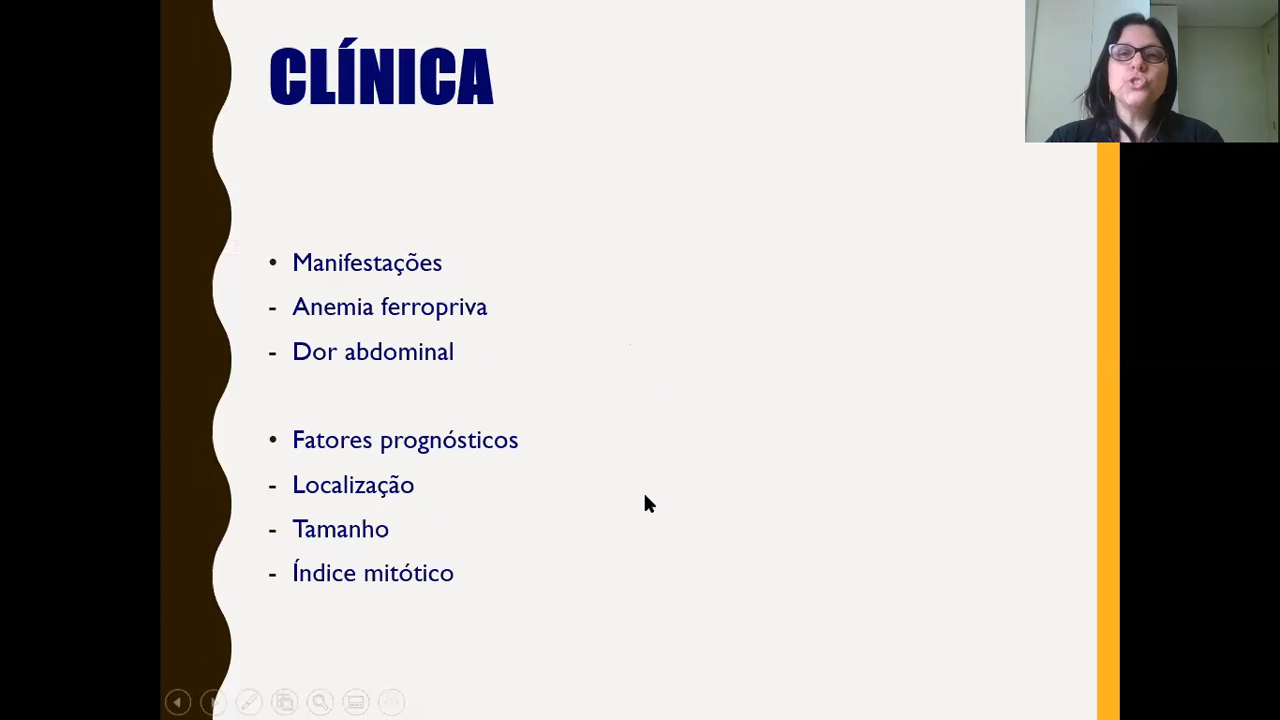 CLÍNICA
• Manifestações
- Anemia ferropriva
- Dor abdominal
• Fatores prognósticos
- Localização
- Tamanho
- Índice mitótico